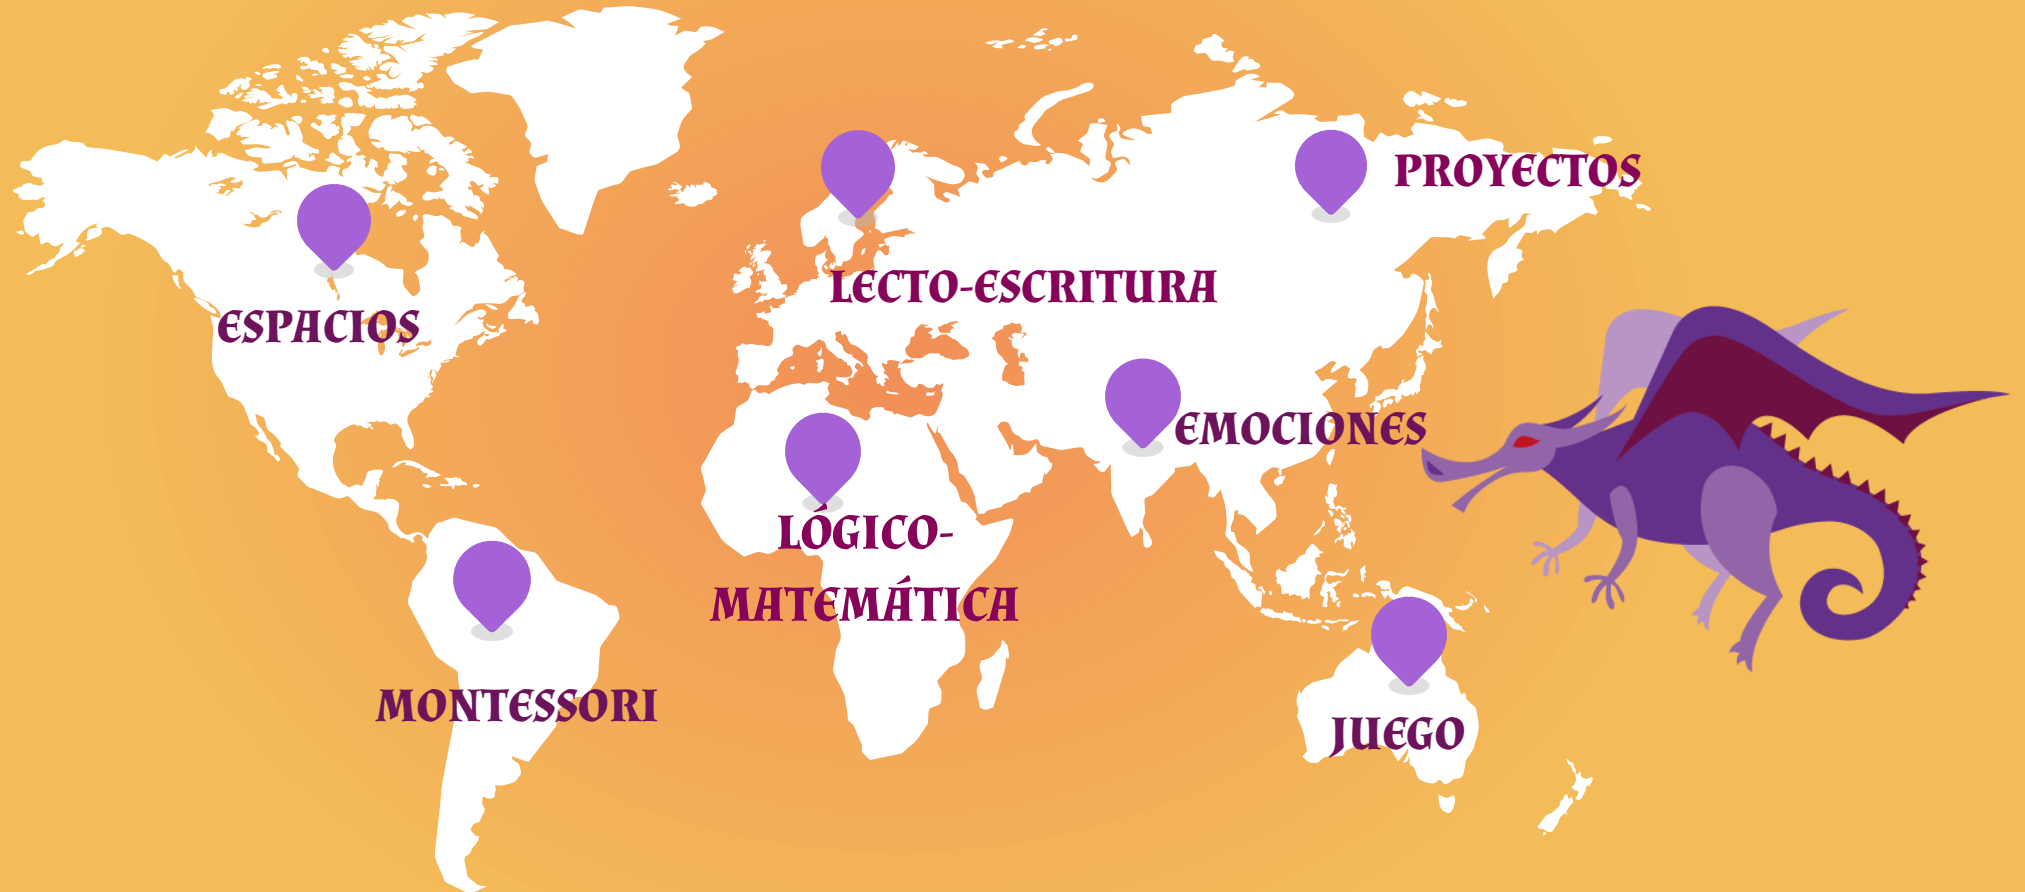 PROYECTOS
LECTO-ESCRITURA
ESPACIOS
EMOCIONES
LÓGICO-
MATEMÁTICA
MONTESSORI
JUEGO